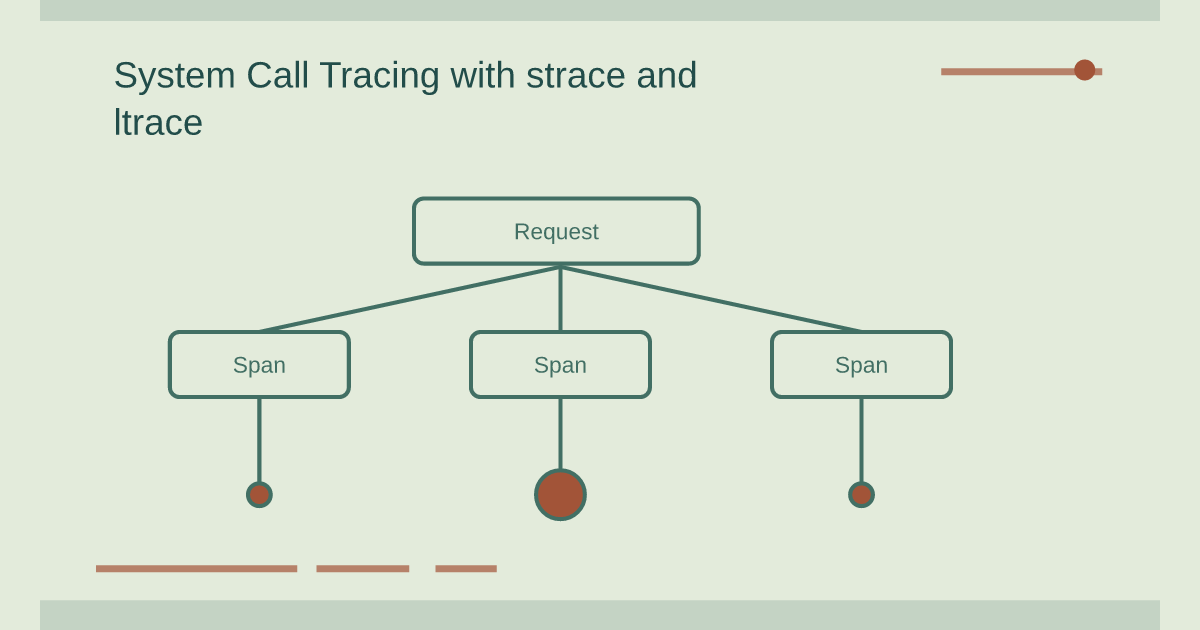 System Call Tracing with strace and
ltrace
Request
Span
Span
Span